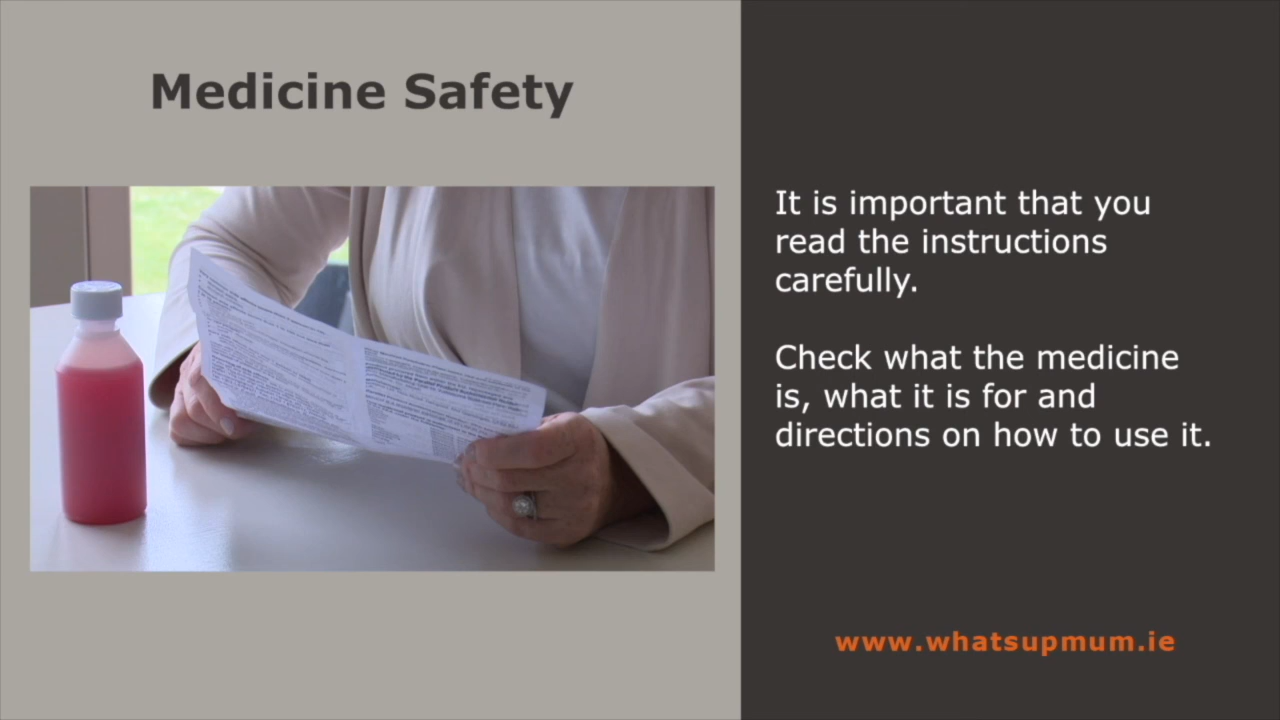 Medicine Safety
It is important that you
read the instructions
carefully.
Check what the medicine
is, what it is for and
directions on how to use it.
www.whatsupmum.ie